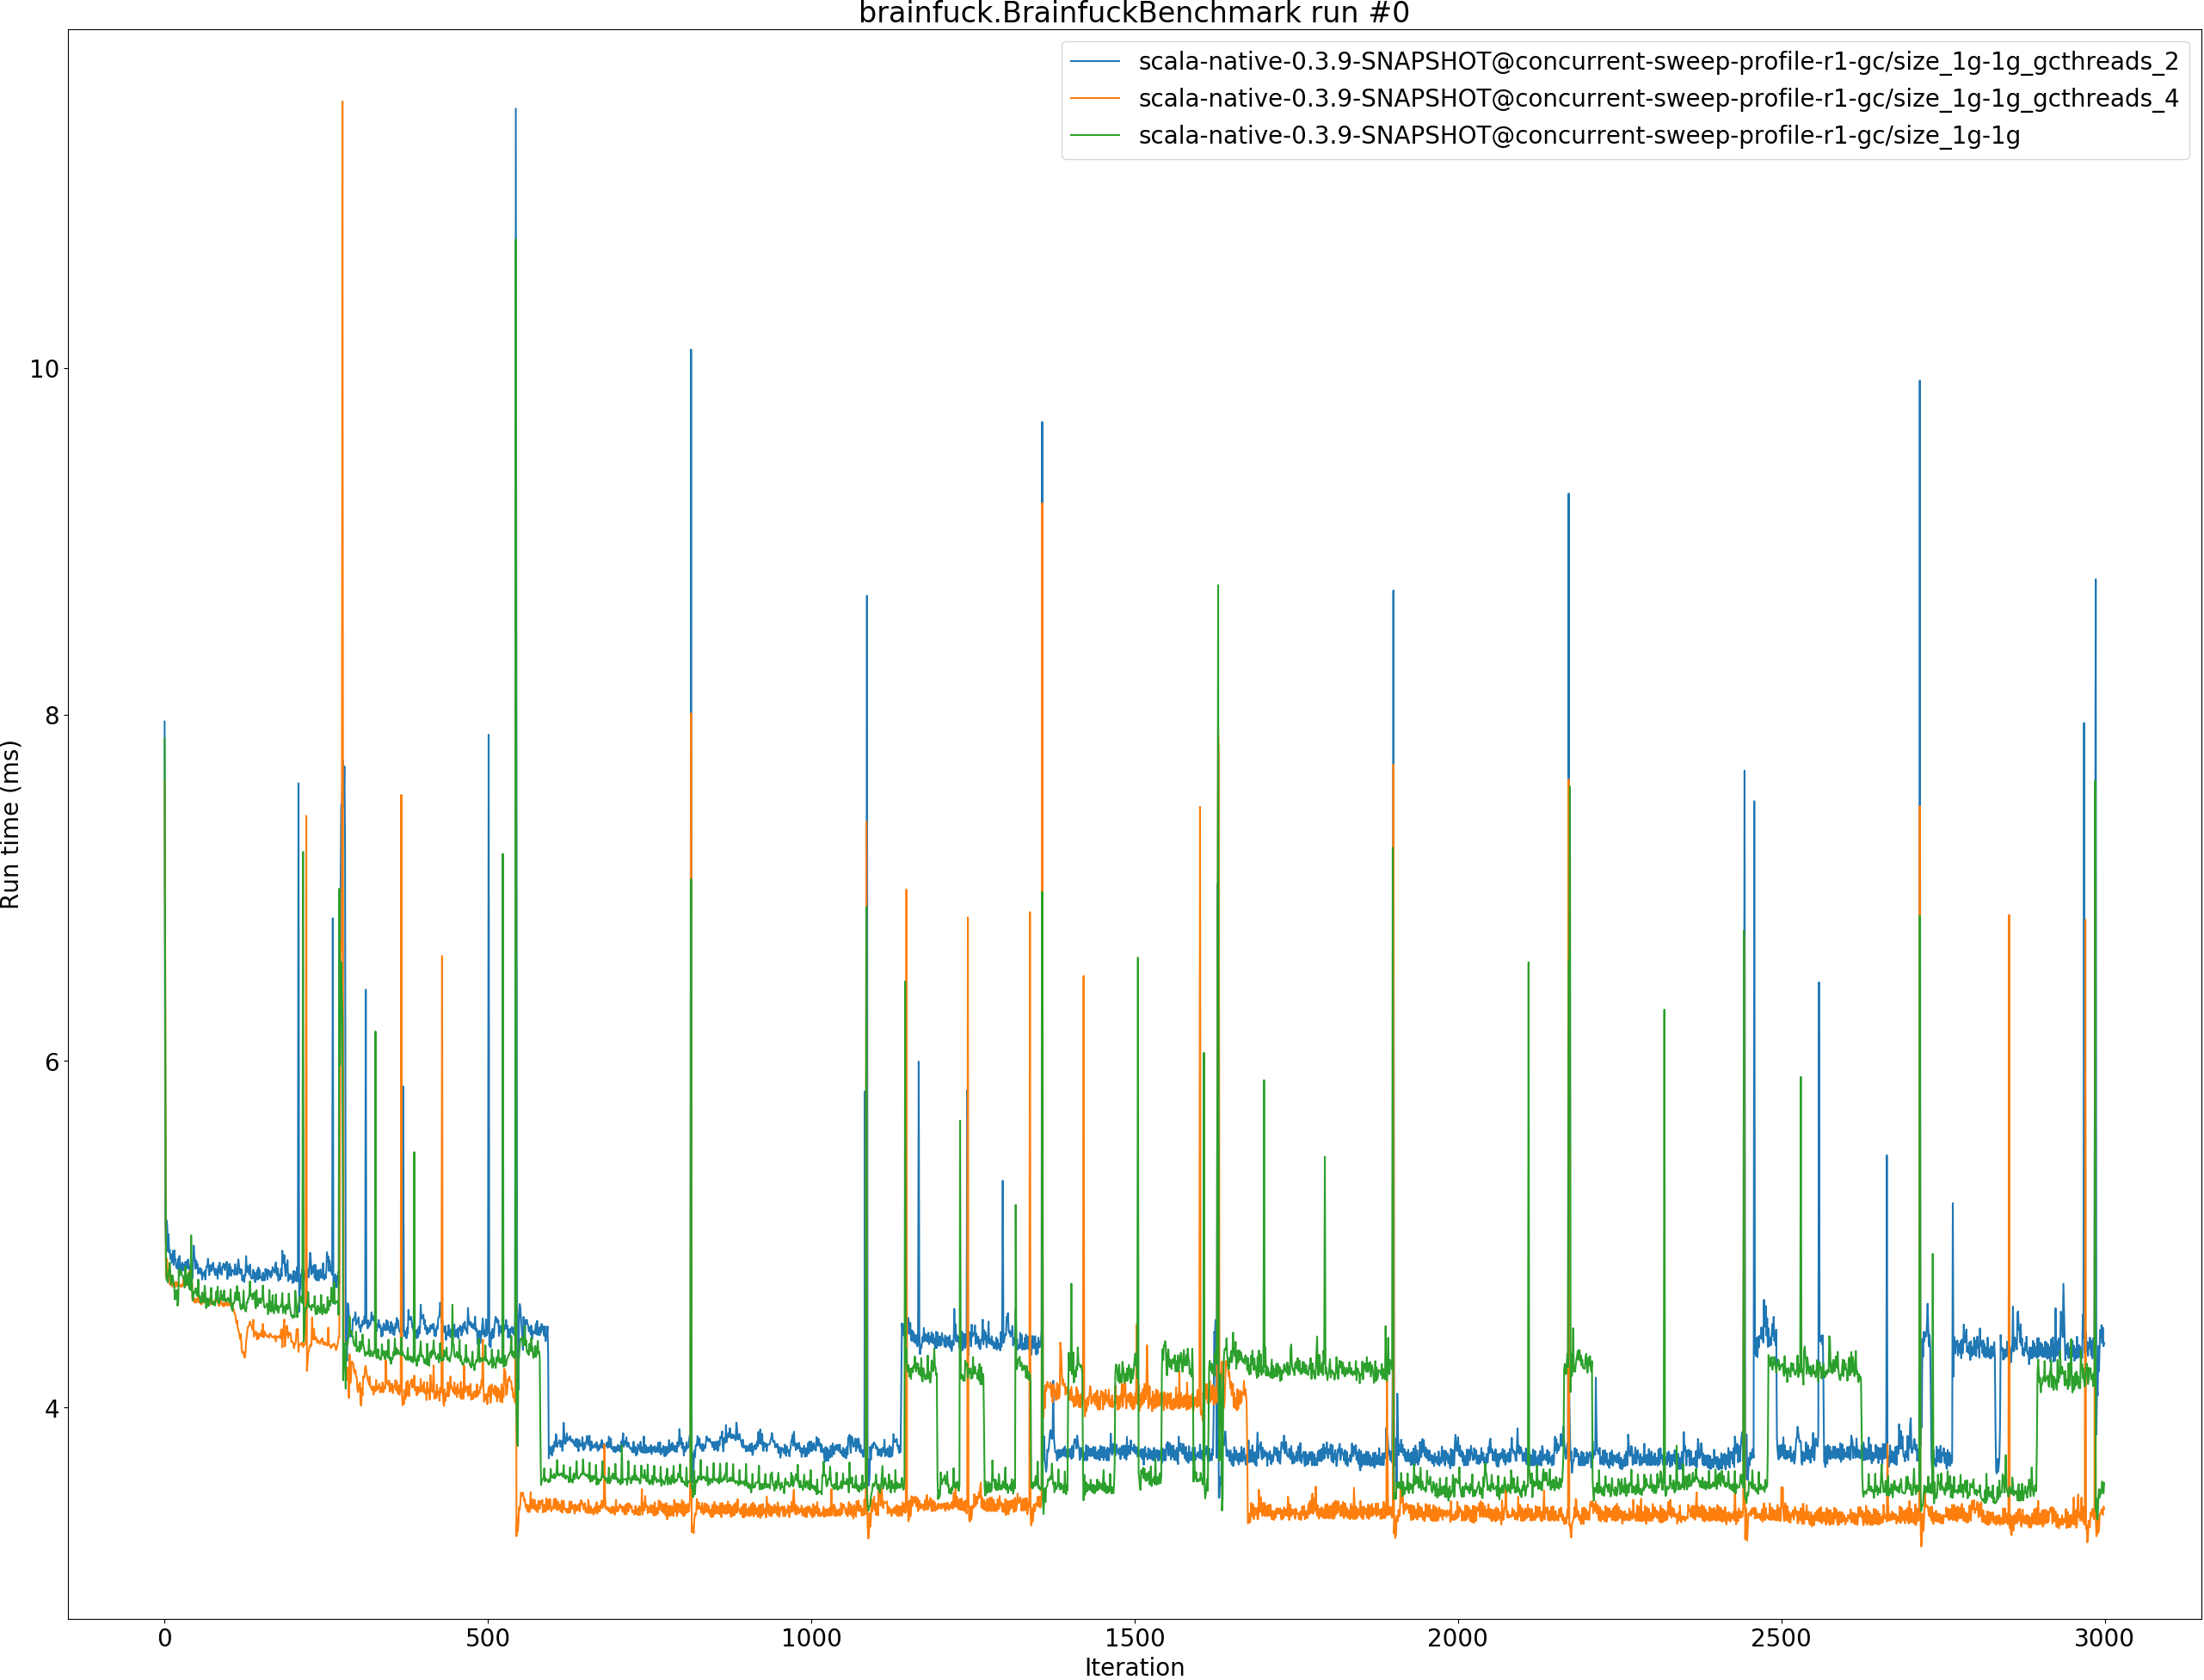 brainfuck.BrainfuckBenchmark run #0
scala-native-0.3.9-SNAPSHOT@concurrent-sweep-profile-r1-gc/size_1g-1g_gcthreads_2
scala-native-0.3.9-SNAPSHOT@concurrent-sweep-profile-r1-gc/size_1g-1g_gcthreads_4
scala-native-0.3.9-SNAPSHOT@concurrent-sweep-profile-r1-gc/size_1g-1g
10
8
6
4
Run time (ms)
0 500 1000 1500 2000 2500 3000
Iteration